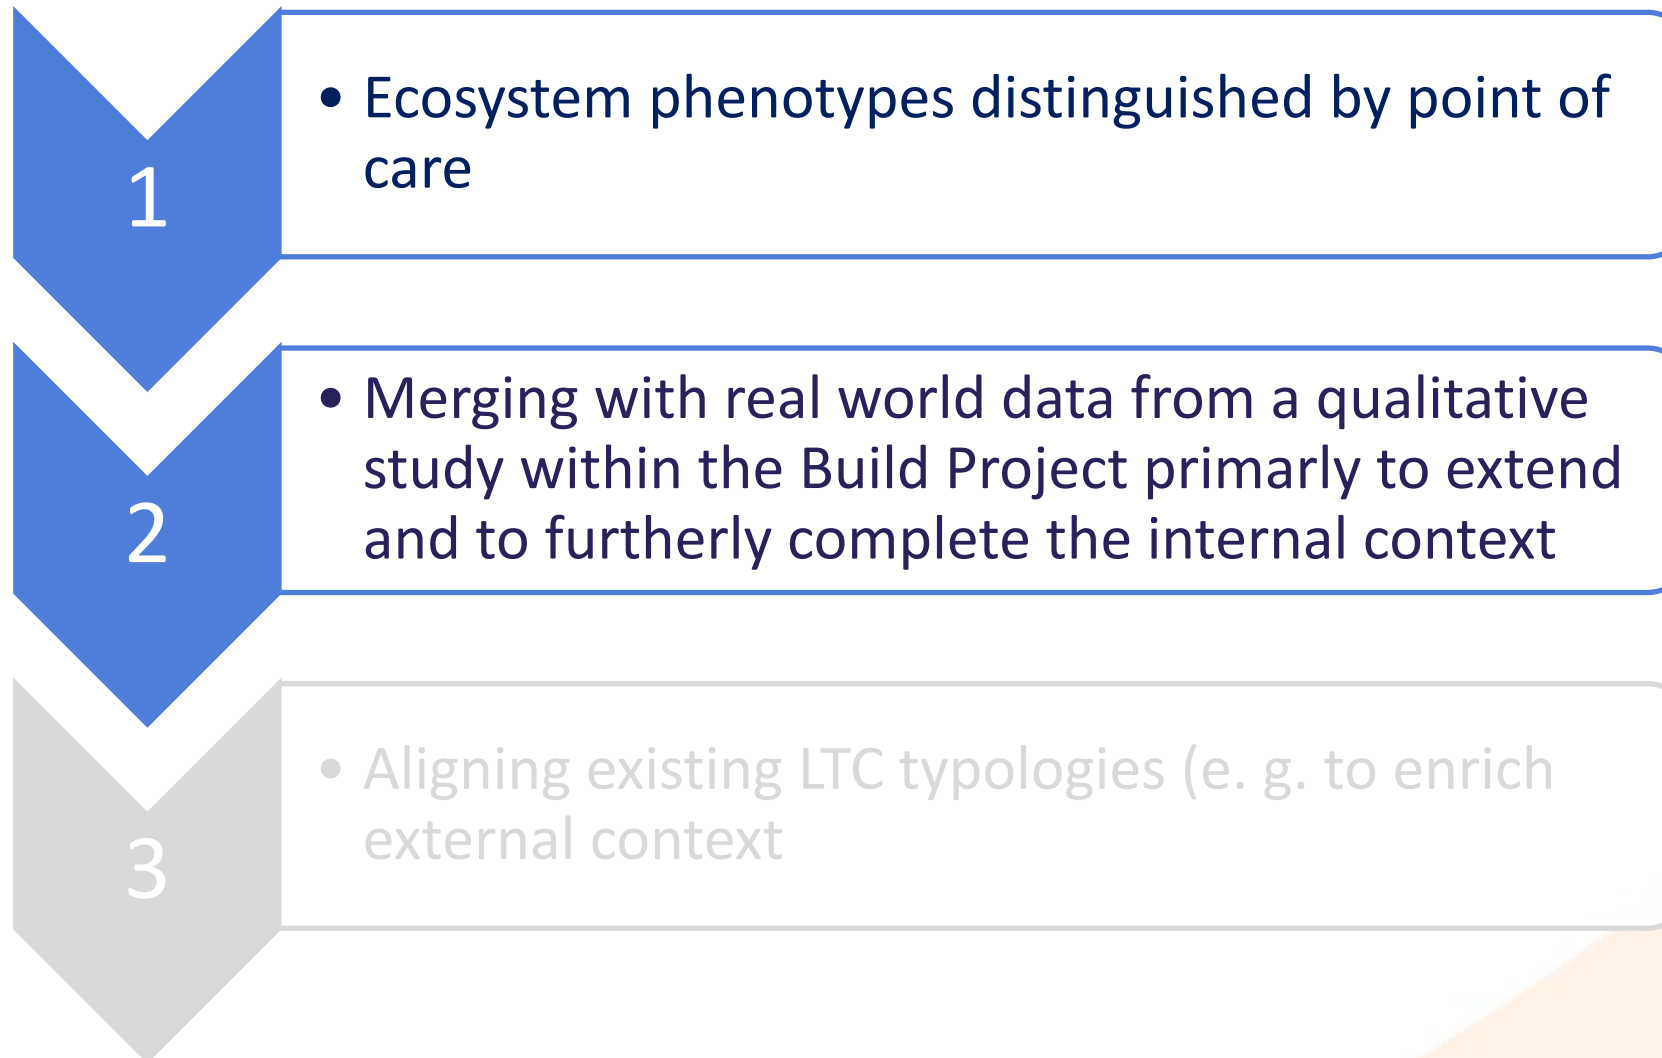 1
• Ecosystem phenotypes distinguished by point of
care
2
• Merging with real world data from a qualitative
study within the Build Project primarly to extend
and to furtherly complete the internal context
3
• Aligning existing LTC typologies (e. g. to enrich
external context